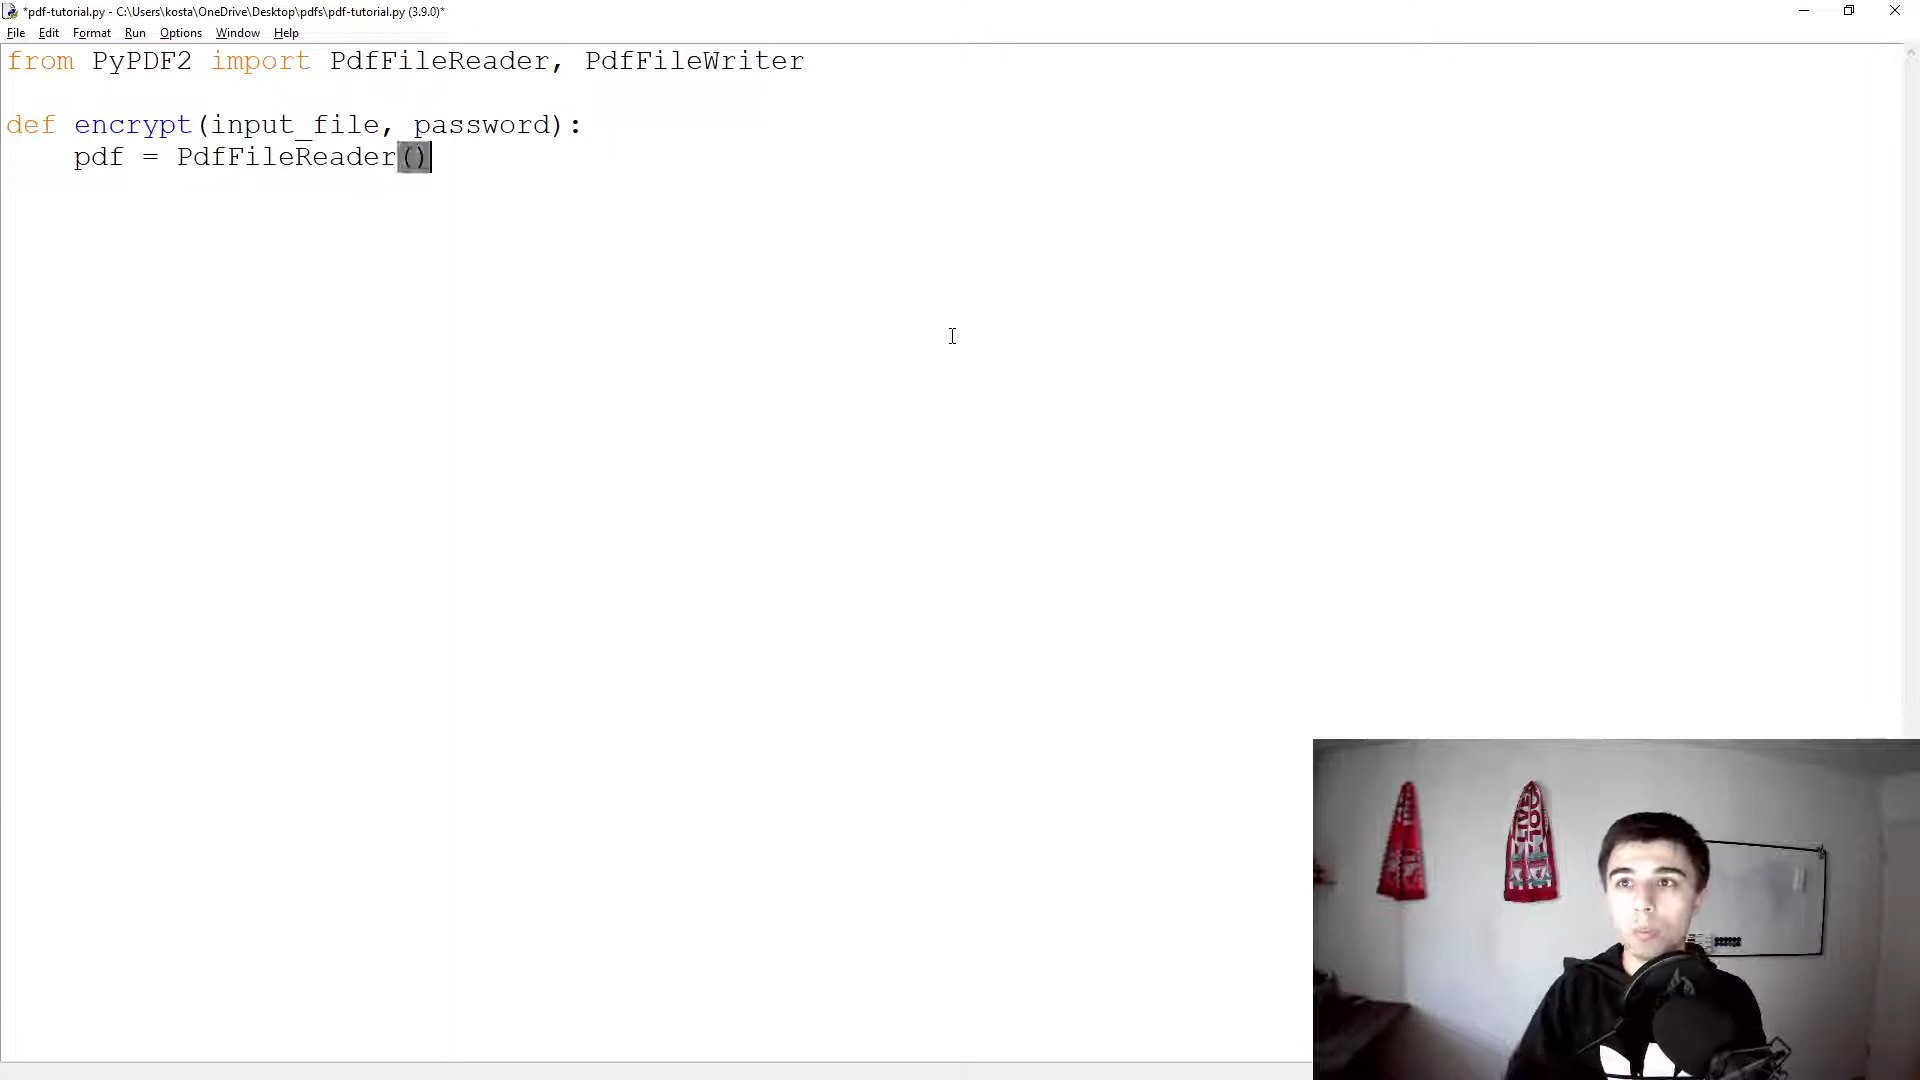 *pdf-tutorial.py - C:\Users\kosta\OneDrive\Desktop\pdfs\pdf-tutorial.py (3.9.0)*
File Edit Format Run Options Window Help
from PyPDF2 import PdfFileReader, PdfFileWriter
def encrypt(input_file, password):
pdf = PdfFileReader()